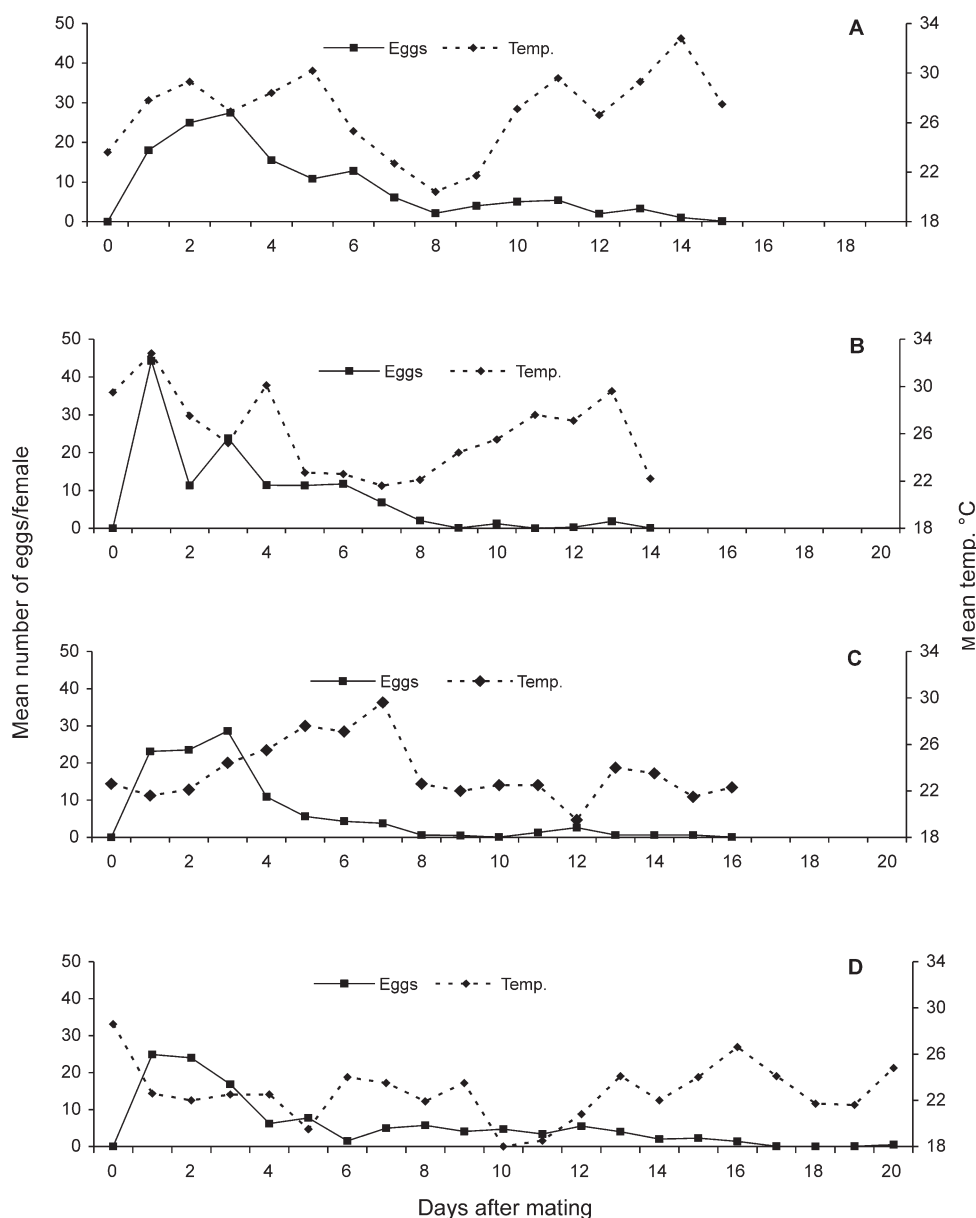 A
50 34
Eggs Temp.
40 30
30 26
20
22
10
0 18
0 2 4 6 8 10 12 14 16 18
B
50 34
Eggs Temp.
40 30
30 26
20
22
10
0 18
0 2 4 6 8 10 12 14 16 18 20
Mean number of eggs/female
Mean temp. °C
C
50 34
Eggs Temp.
40 30
30 26
20
22
10
0 18
0 2 4 6 8 10 12 14 16 18 20
D
50 34
Eggs Temp.
40 30
30 26
20
22
10
0 18
0 2 4 6 8 10 12 14 16 18 20
Days after mating